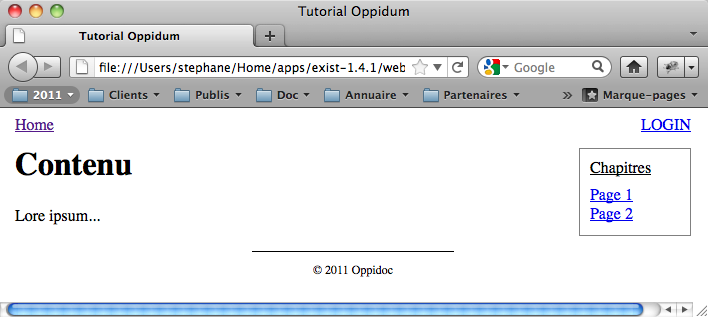 Tutorial Oppidum
Tutorial Oppidum
file:///Users/stephane/Home/apps/exist-1.4.1/web
Google
2011 Clients Publis Doc Annuaire Partenaires » Marque-pages
Home LOGIN
Contenu
Chapitres
Page 1
Lore ipsum...
Page 2
© 2011 Oppidoc